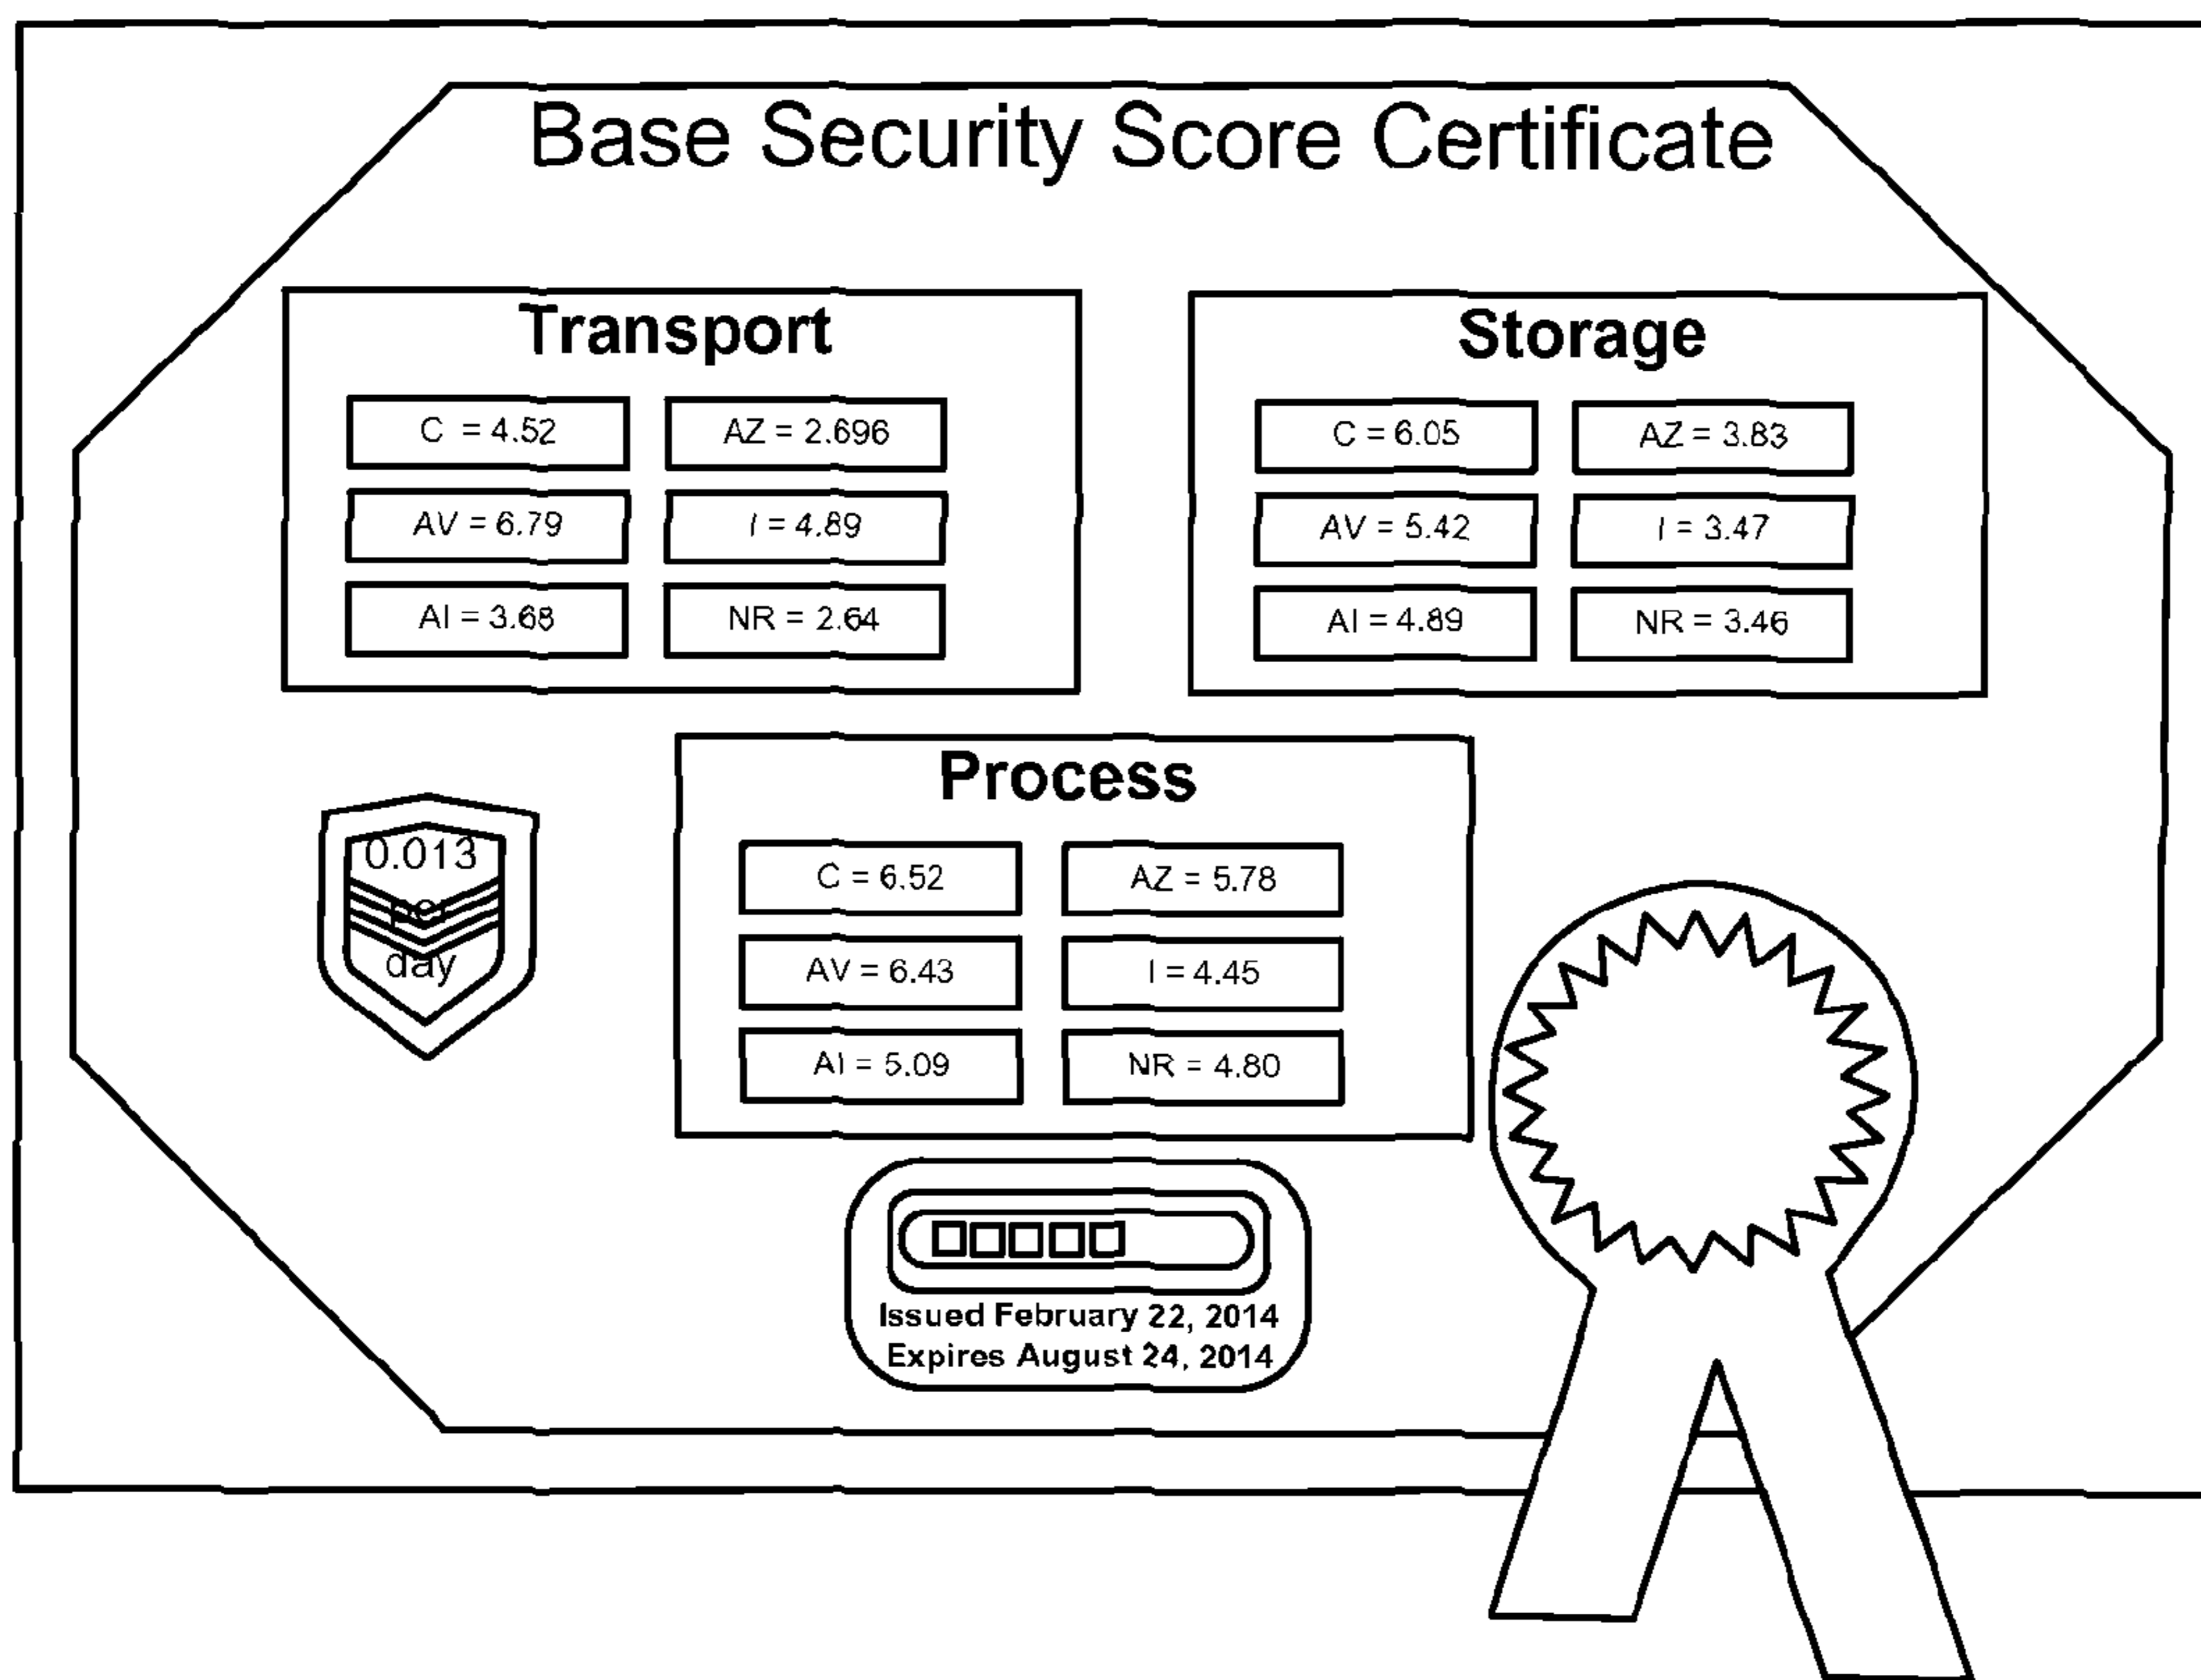 Base Security Score Certificate
Transport
C = 4.52
AZ = 2.696
AV = 6.79
I = 4.89
AI = 3.68
NR = 2.64
Storage
C = 6.05
AZ = 3.83
AV = 5.42
I = 3.47
AI = 4.89
NR = 3.46
Process
C = 6.52
AZ = 5.78
AV = 6.43
I = 4.45
AI = 5.09
NR = 4.80
0.013
day
Issued February 22, 2014
Expires August 24, 2014